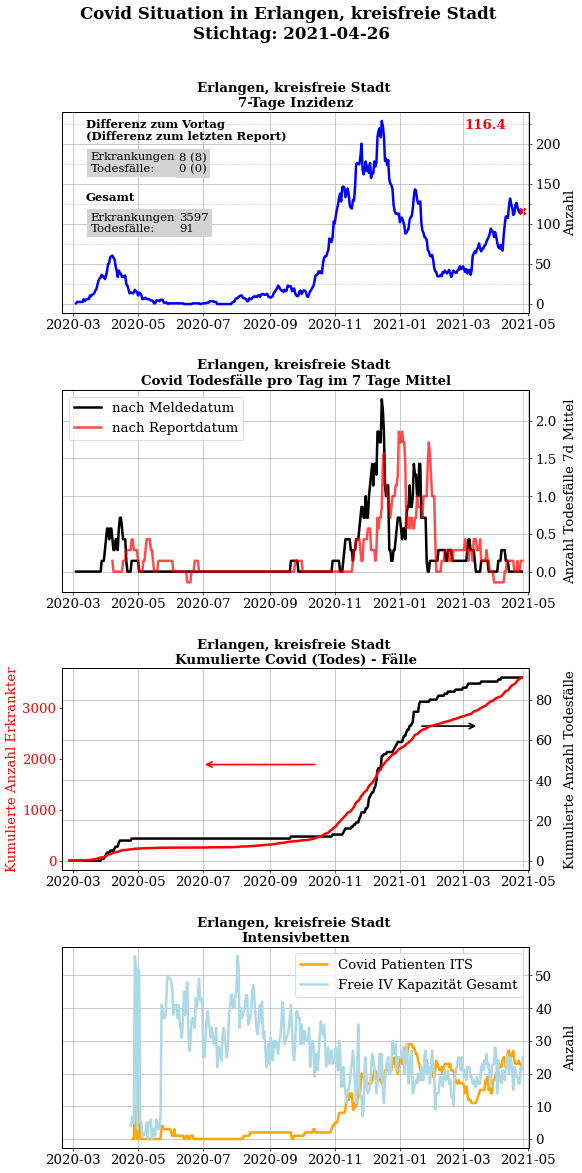 Covid Situation in Erlangen, kreisfreie Stadt
Stichtag: 2021-04-26
Erlangen, kreisfreie Stadt
7-Tage Inzidenz
Differenz zum Vortag
(Differenz zum letzten Report)
Erkrankungen 8 (8)
Todesfälle: 0 (0)
Gesamt
Erkrankungen 3597
Todesfälle: 91
116.4
200
150
100
50
0
Anzahl
2020-03 2020-05 2020-07 2020-09 2020-11 2021-01 2021-03 2021-05
Erlangen, kreisfreie Stadt
Covid Todesfälle pro Tag im 7 Tage Mittel
nach Meldedatum
nach Reportdatum
2.0
1.5
1.0
0.5
0.0
Anzahl Todesfälle 7d Mittel
2020-03 2020-05 2020-07 2020-09 2020-11 2021-01 2021-03 2021-05
Erlangen, kreisfreie Stadt
Kumulierte Covid (Todes) - Fälle
Kumulierte Anzahl Erkrankter
3000
2000
1000
0
80
60
40
20
0
Kumulierte Anzahl Todesfälle
2020-03 2020-05 2020-07 2020-09 2020-11 2021-01 2021-03 2021-05
Erlangen, kreisfreie Stadt
Intensivbetten
Covid Patienten ITS
Freie IV Kapazität Gesamt
50
40
30
20
10
0
Anzahl
2020-03 2020-05 2020-07 2020-09 2020-11 2021-01 2021-03 2021-05